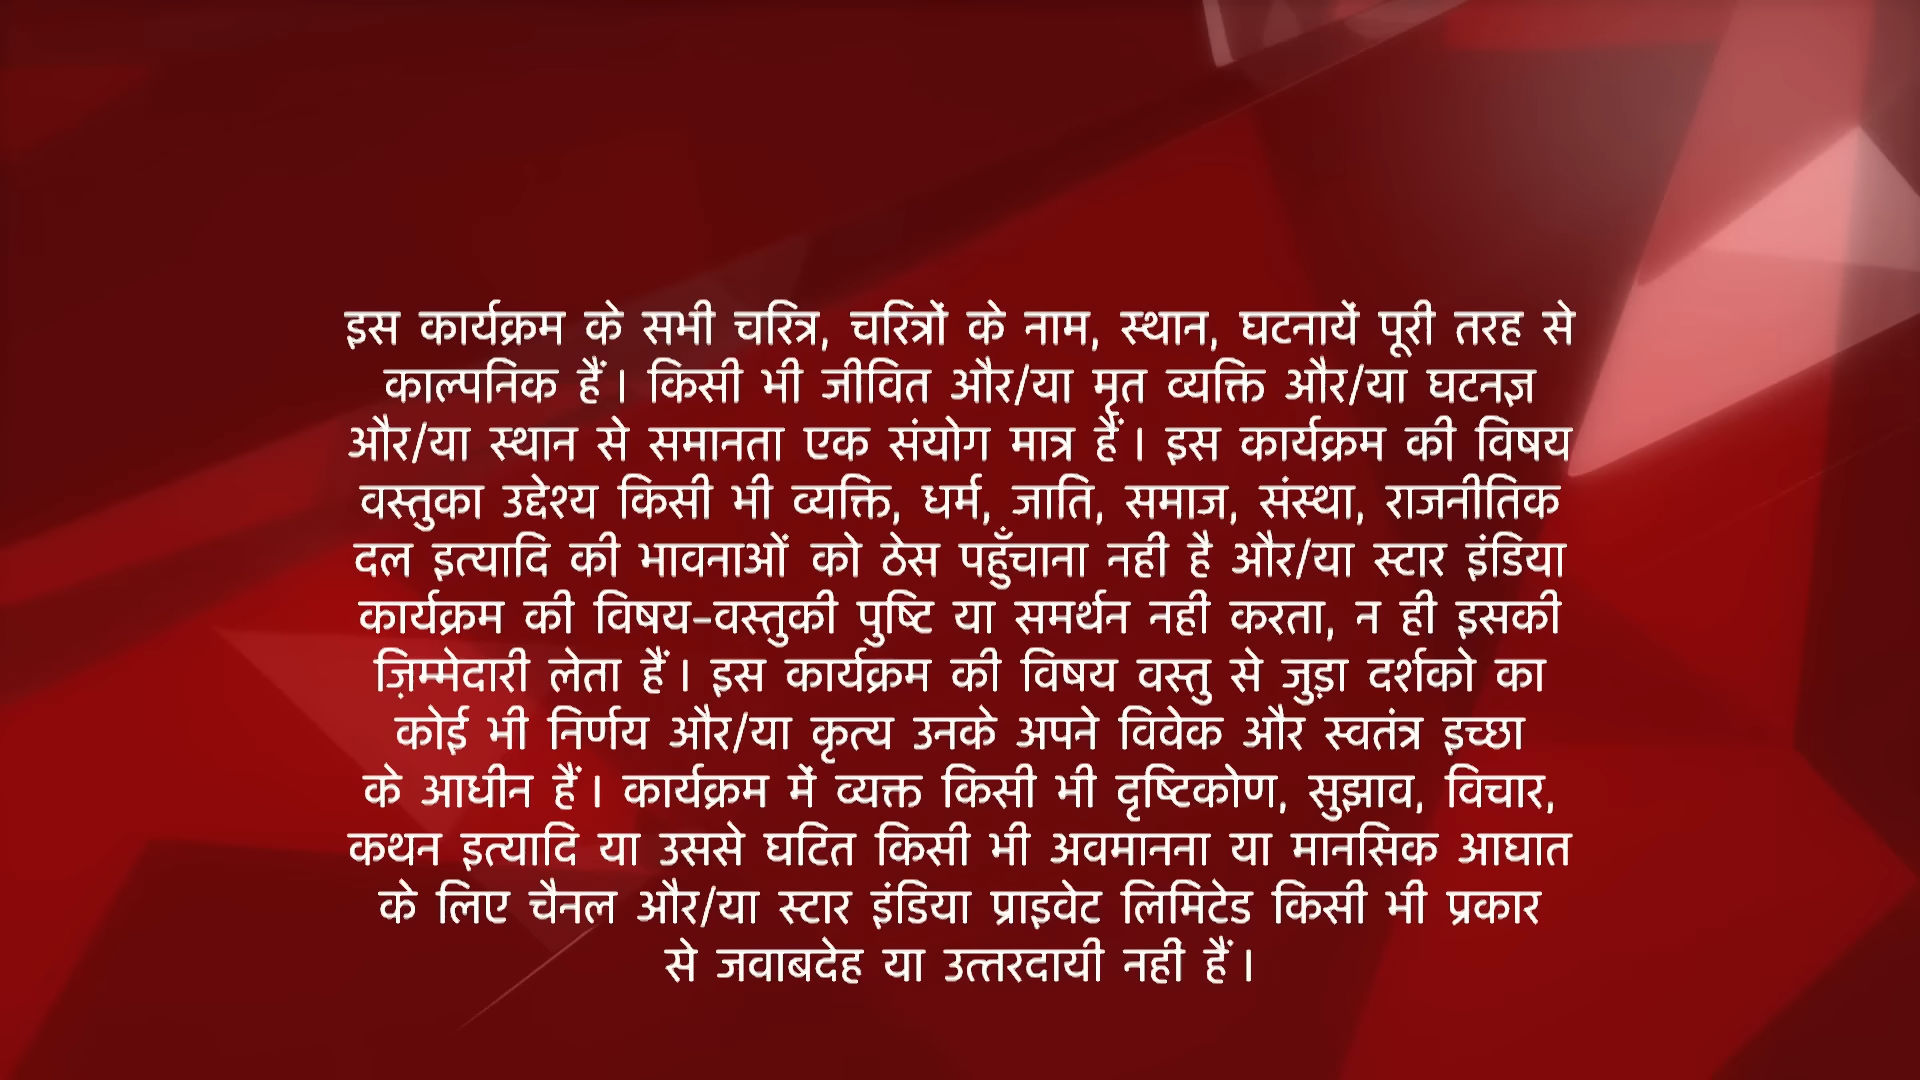 इस कार्यक्रम के सभी चरित्र, चरित्रों के नाम, स्थान, घटनायें पूरी तरह से
काल्पनिक हैं। किसी भी जीवित और/या मृत व्यक्ति और/या घटनज्ञ
और/या स्थान से समानता एक संयोग मात्र हैं। इस कार्यक्रम की विषय
वस्तुका उद्देश्य किसी भी व्यक्ति, धर्म, जाति, समाज, संस्था, राजनीतिक
दल इत्यादि की भावनाओं को ठेस पहुँचाना नही है और/या स्टार इंडिया
कार्यक्रम की विषय-वस्तुकी पुष्टि या समर्थन नही करता, न ही इसकी
ज़िम्मेदारी लेता हैं। इस कार्यक्रम की विषय वस्तु से जुड़ा दर्शको का
कोई भी निर्णय और/या कृत्य उनके अपने विवेक और स्वतंत्र इच्छा
के आधीन हैं। कार्यक्रम में व्यक्त किसी भी दृष्टिकोण, सुझाव, विचार,
कथन इत्यादि या उससे घटित किसी भी अवमानना या मानसिक आघात
के लिए चैनल और/या स्टार इंडिया प्राइवेट लिमिटेड किसी भी प्रकार
से जवाबदेह या उत्तरदायी नही हैं।